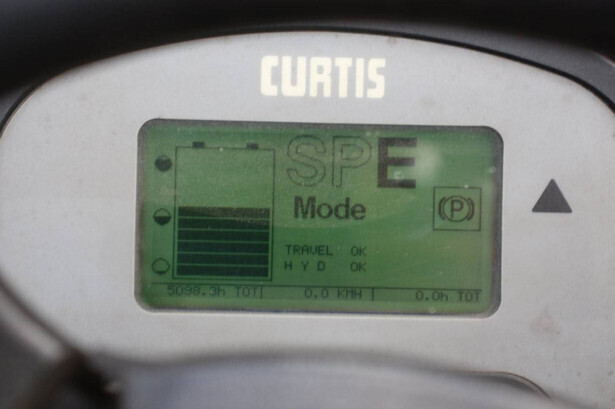 CURTIS
SPE
Mode
(P)
TRAVEL OK
H Y D OK
5098.3h TOT| 0.0 KMH | 0.0h TOT